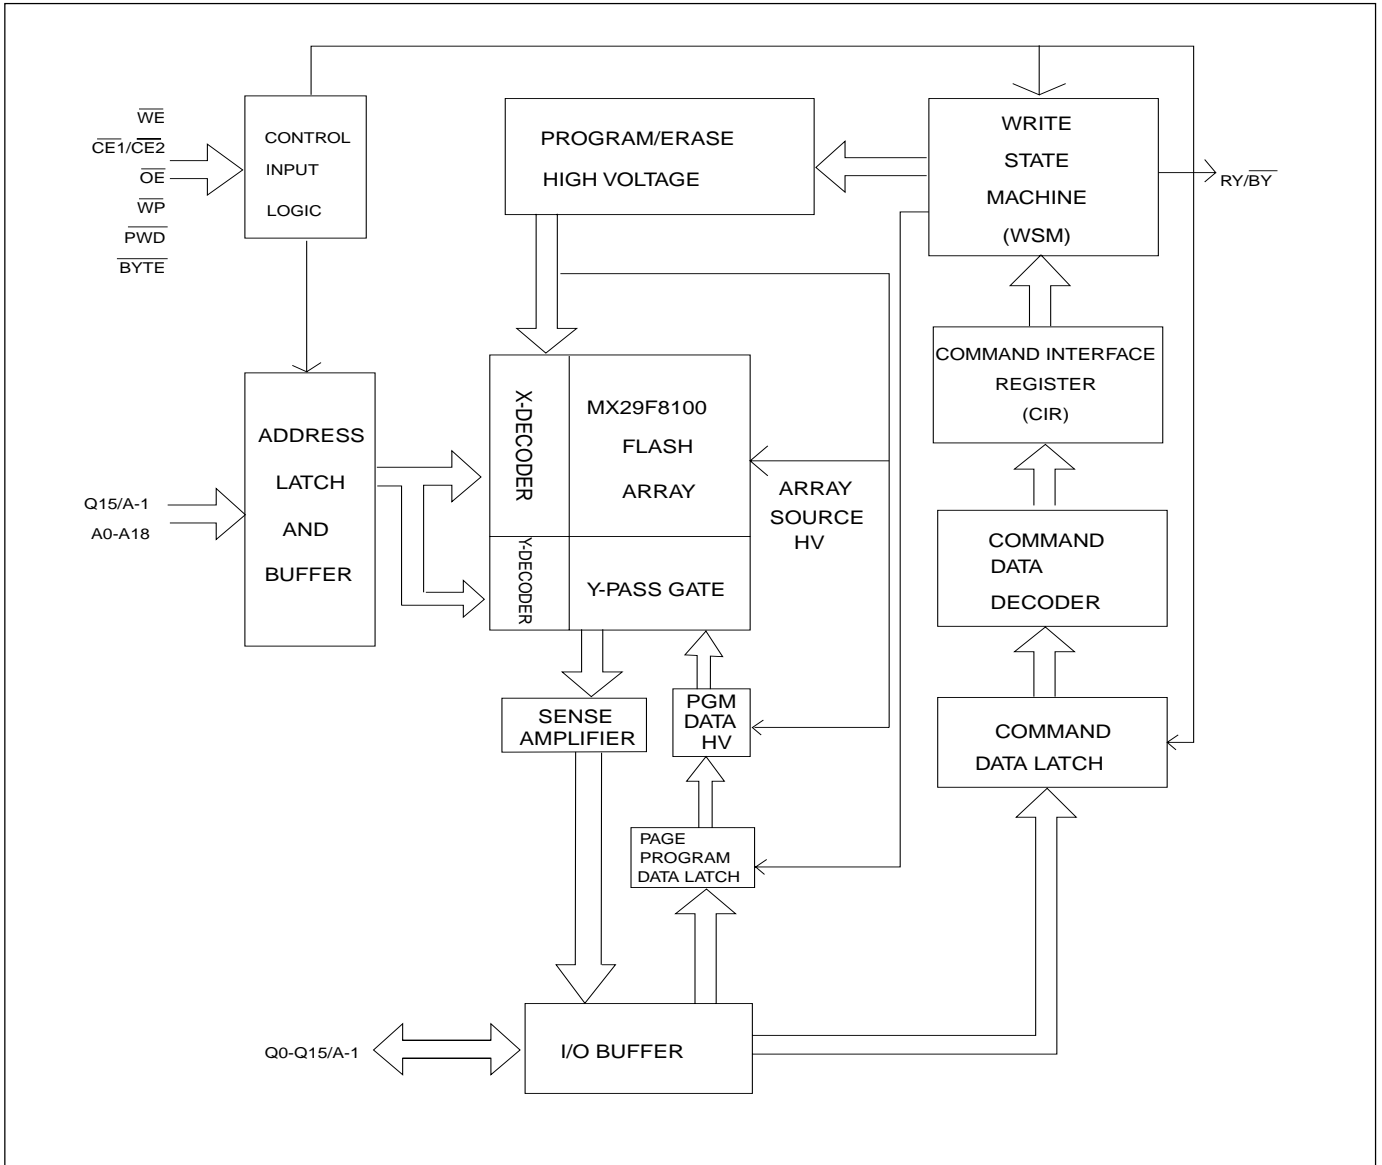 WE
CE1/CE2
OE
WP
PWD
BYTE
CONTROL
INPUT
LOGIC
PROGRAM/ERASE
HIGH VOLTAGE
WRITE
STATE
MACHINE
(WSM)
RY/BY
COMMAND INTERFACE
REGISTER
(CIR)
Q15/A-1
A0-A18
ADDRESS
LATCH
AND
BUFFER
X-DECODER
MX29F8100
FLASH
ARRAY
ARRAY
SOURCE
HV
Y-DECODER
Y-PASS GATE
COMMAND
DATA
DECODER
SENSE
AMPLIFIER
PGM
DATA
HV
COMMAND
DATA LATCH
PAGE
PROGRAM
DATA LATCH
Q0-Q15/A-1
I/O BUFFER